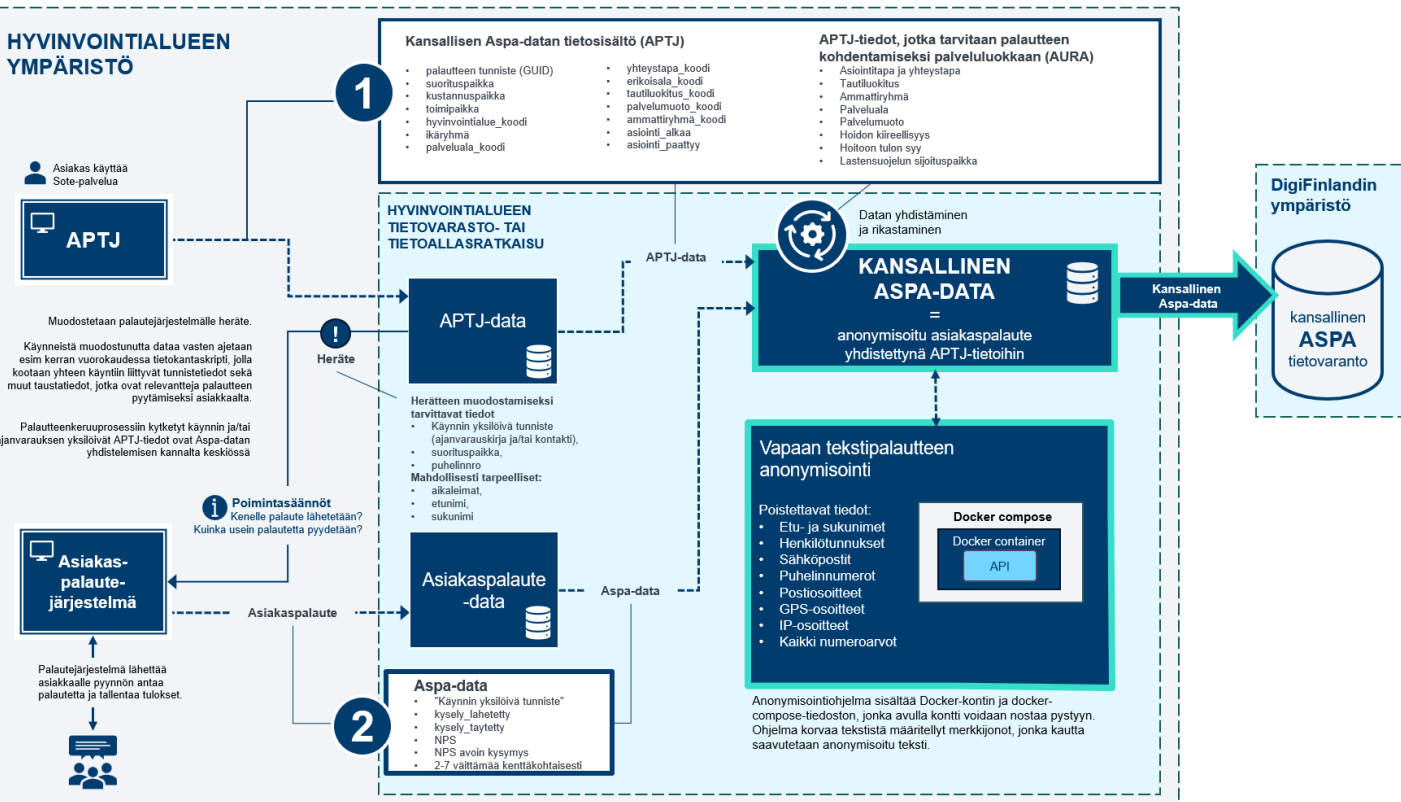 HYVINVOINTIALUEEN
YMPÄRISTÖ
1
Kansallisen Aspa-datan tietosisältö (APTJ)
• palautteen tunniste (GUID)
• suorituspaikka
• kustannuspaikka
• toimipaikka
• hyvinvointialue_koodi
• ikäryhmä
• palveluala_koodi
• yhteystapa_koodi
• erikoisala_koodi
• tautiluokitus_koodi
• palvelumuoto_koodi
• ammattiryhmä_koodi
• asiointi_alkaa
• asiointi_paattyy
APTJ-tiedot, jotka tarvitaan palautteen
kohdentamiseksi palveluluokkaan (AURA)
• Asiointitapa ja yhteystapa
• Tautiluokitus
• Ammattiryhmä
• Palveluala
• Palvelumuoto
• Hoidon kiireellisyys
• Hoitoon tulon syy
• Lastensuojelun sijoituspaikka
Asiakas käyttää
Sote-palvelua
APTJ
HYVINVOINTIALUEEN
TIETOVARASTO- TAI
TIETOALLASRATKAISU
Datan yhdistäminen
ja rikastaminen
APTJ-data
APTJ-data
KANSALLINEN
ASPA-DATA
=
anonymisoitu asiakaspalaute
yhdistettynä APTJ-tietoihin
Kansallinen
Aspa-data
DigiFinlandin
ympäristö
kansallinen
ASPA
tietovaranto
Muodostetaan palautejärjestelmälle heräte.
Käynneistä muodostunutta dataa vasten ajetaan
esim kerran vuorokaudessa tietokantaskripti, jolla
kootaan yhteen käyntiin liittyvät tunnistetiedot sekä
muut taustatiedot, jotka ovat relevantteja palautteen
pyytämiseksi asiakkaalta.
Palautteenkeruuprosessiin kytketyt käynnin ja/tai
ajanvarauksen yksilöivät APTJ-tiedot ovat Aspa-datan
yhdistelemisen kannalta keskiössä
!
Heräte
Herätteen muodostamiseksi
tarvittavat tiedot
• Käynnin yksilöivä tunniste
(ajanvarauskirja ja/tai kontakti),
• suorituspaikka,
• puhelinnro
Mahdollisesti tarpeelliset:
• aikaleimat,
• etunimi,
• sukunimi
i
Poimintasäännöt
Kenelle palaute lähetetään?
Kuinka usein palautetta pyydetään?
Asiakas-
palaute-
järjestelmä
Asiakaspalaute
Asiakaspalaute
-data
Aspa-data
Palautejärjestelmä lähettää
asiakkaalle pyynnön antaa
palautetta ja tallentaa tulokset.
2
Aspa-data
• "Käynnin yksilöivä tunniste"
• kysely_lahetetty
• kysely_taytetty
• NPS
• NPS avoin kysymys
• 2-7 väittämää kenttäkohtaisesti
Vapaan tekstipalautteen
anonymisointi
Poistettavat tiedot:
• Etu- ja sukunimet
• Henkilötunnukset
• Sähköpostit
• Puhelinnumerot
• Postiosoitteet
• GPS-osoitteet
• IP-osoitteet
• Kaikki numeroarvot
Docker compose
Docker container
API
Anonymisointiohjelma sisältää Docker-kontin ja docker-
compose-tiedoston, jonka avulla kontti voidaan nostaa pystyyn.
Ohjelma korvaa tekstistä määritellyt merkkijonot, jonka kautta
saavutetaan anonymisoitu teksti.